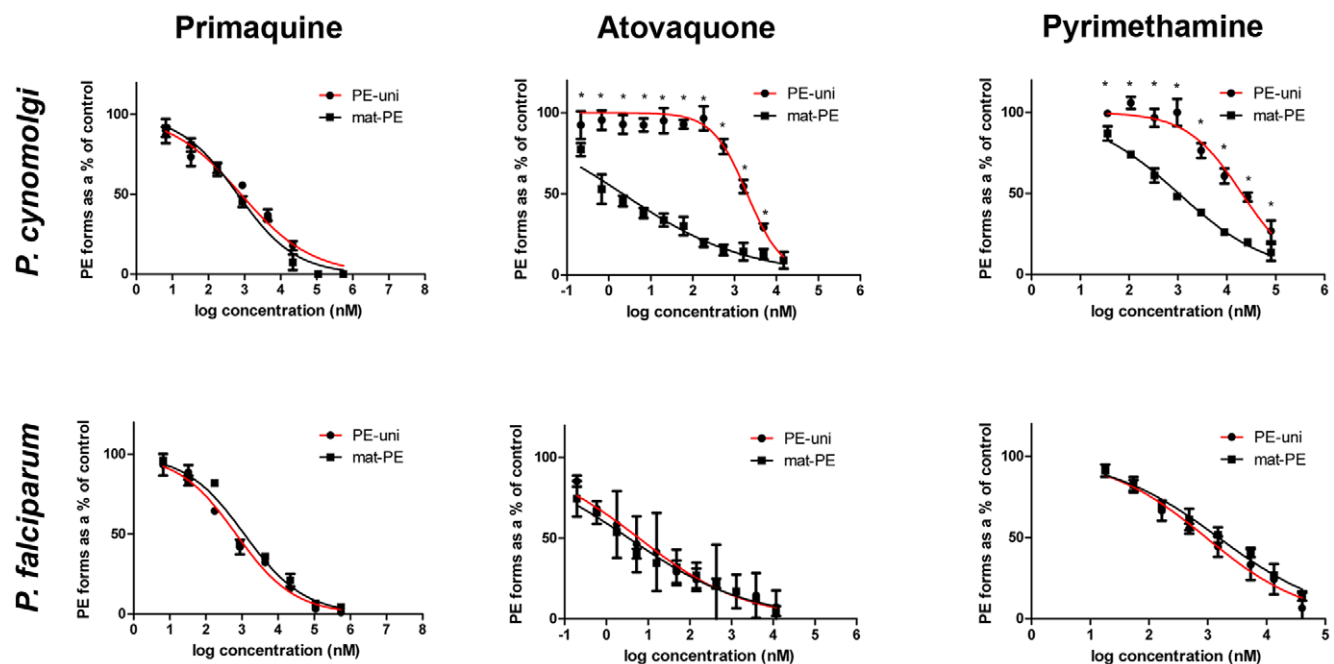 Primaquine
Atovaquone
Pyrimethamine
P. cynomolgi
PE forms as a % of control
100
50
0
0 1 2 3 4 5 6 7 8
log concentration (nM)
PE-uni
mat-PE
PE forms as a % of control
100
50
0
-1 0 1 2 3 4 5
log concentration (nM)
* * * * * * * * * *
PE-uni
mat-PE
PE forms as a % of control
100
50
0
0 1 2 3 4 5 6
log concentration (nM)
* * * * * * * *
PE-uni
mat-PE
P. falciparum
PE forms as a % of control
100
50
0
0 1 2 3 4 5 6 7 8
log concentration (nM)
PE-uni
mat-PE
PE forms as a % of control
100
50
0
-1 0 1 2 3 4 5
log concentration (nM)
PE-uni
mat-PE
PE forms as a % of control
100
50
0
0 1 2 3 4 5
log concentration (nM)
PE-uni
mat-PE